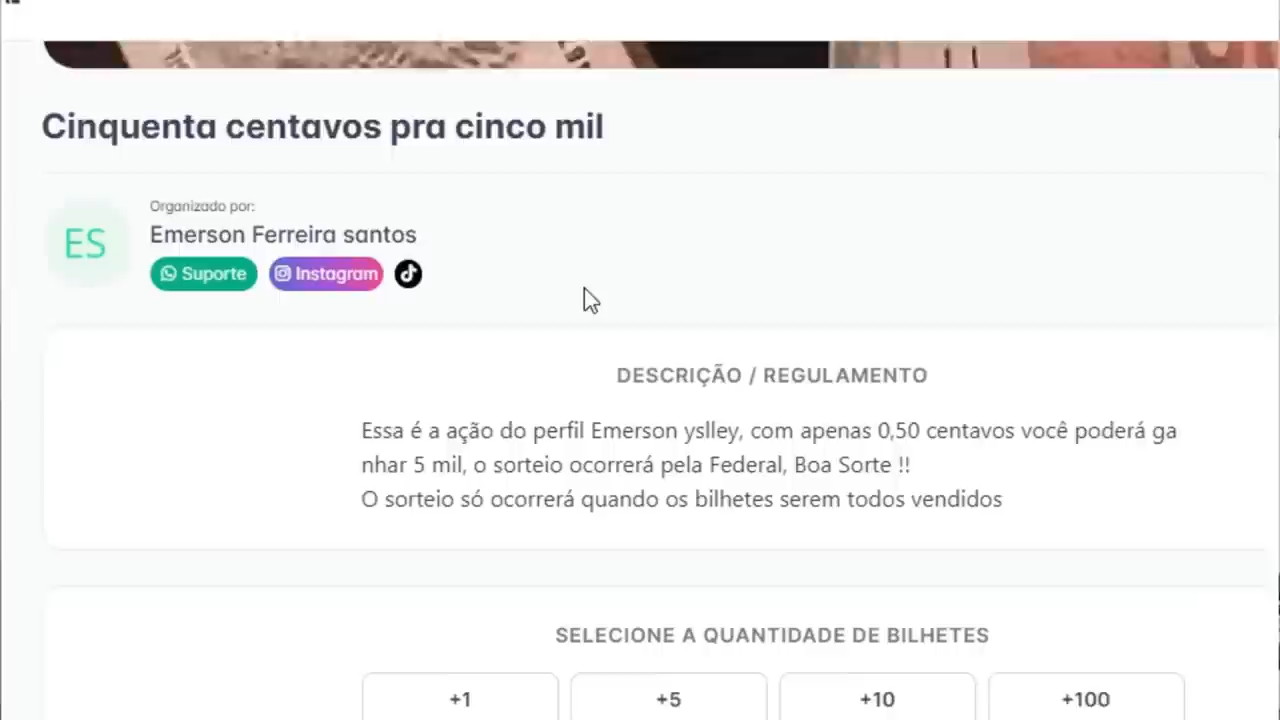 Cinquenta centavos pra cinco mil
Organizado por:
Emerson Ferreira santos
Suporte
Instagram
ES
DESCRIÇÃO / REGULAMENTO
Essa é a ação do perfil Emerson yslley, com apenas 0,50 centavos você poderá ga
nhar 5 mil, o sorteio ocorrerá pela Federal, Boa Sorte !!
O sorteio só ocorrerá quando os bilhetes serem todos vendidos
SELECIONE A QUANTIDADE DE BILHETES
+1
+5
+10
+100